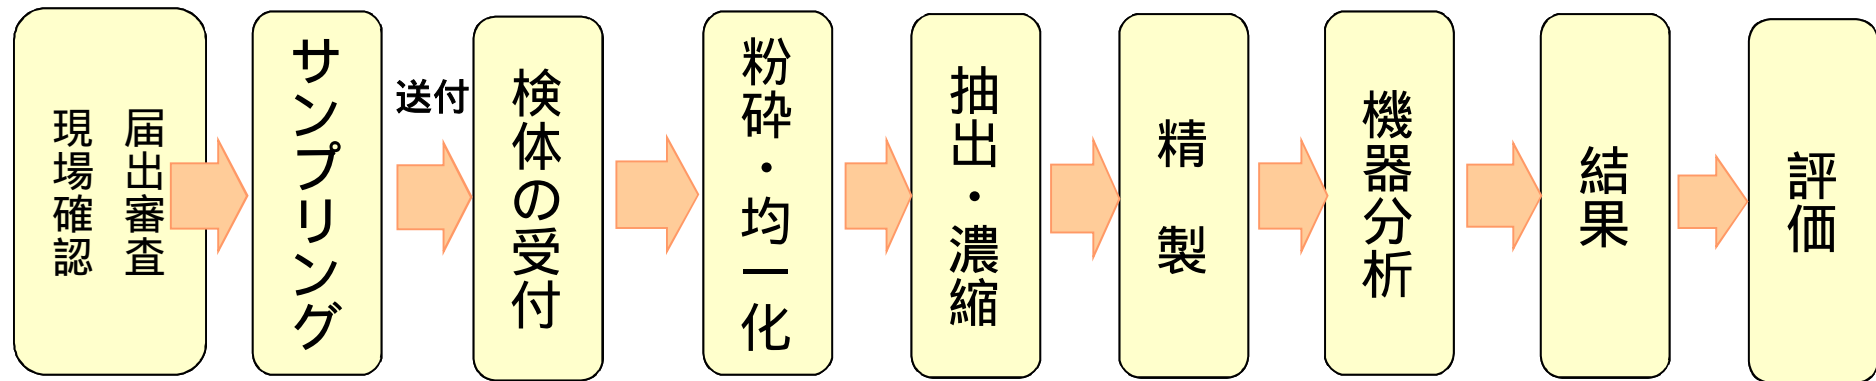 届出審査
現場確認
サンプリング
送付
検体の受付
粉砕・均一化
抽出・濃縮
精 製
機器分析
結果
評価